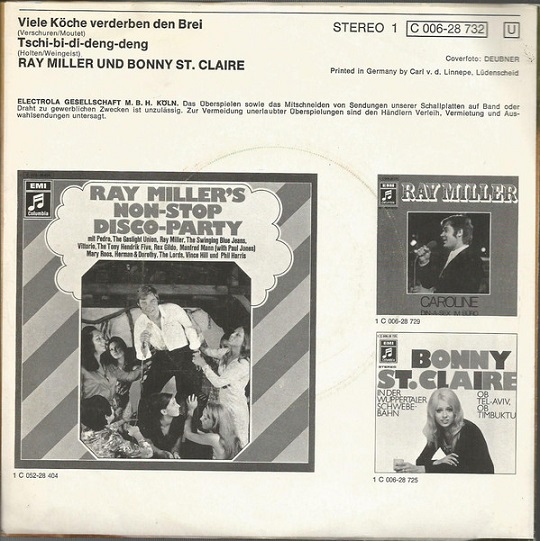 Viele Köche verderben den Brei
(Verschuren/Moutet)
Tschi-bi-di-deng-deng
(Holten/Weingeist)
RAY MILLER UND BONNY ST. CLAIRE
STEREO 1 C 006-28 732 U
Coverfoto: DEUBNER
Printed in Germany by Carl v. d. Linnepe, Lüdenscheid
ELECTROLA GESELLSCHAFT M. B. H. KÖLN. Das Überspielen sowie das Mitschneiden von Sendungen unserer Schallplatten auf Band oder
Draht zu gewerblichen Zwecken ist unzulässig. Zur Vermeidung unerlaubter Überspielungen sind den Händlern Verleih, Vermietung und Aus-
wahlsendungen untersagt.
EMI
Columbia
RAY MILLER'S
NON-STOP
DISCO-PARTY
mit Pedro, The Gaslight Union, Ray Miller, The Swinging Blue Jeans,
Vittorio, The Tony Hendrik Five, Rex Gildo, Manfred Mann (with Paul Jones)
Mary Roos, Herman & Dorothy, The Lords, Vince Hill und Phil Harris
1 C 052-28 404
EMI
RAY MILLER
CAROLINE
1 C 006-28 729
EMI
STEREO
BONNY
ST. CLAIRE
IN DER
WUPPERTALER
SCHWEBE-
BAHN
OB
TEL-AVIV,
OB
TIMBUKTU
1 C 006-28 725